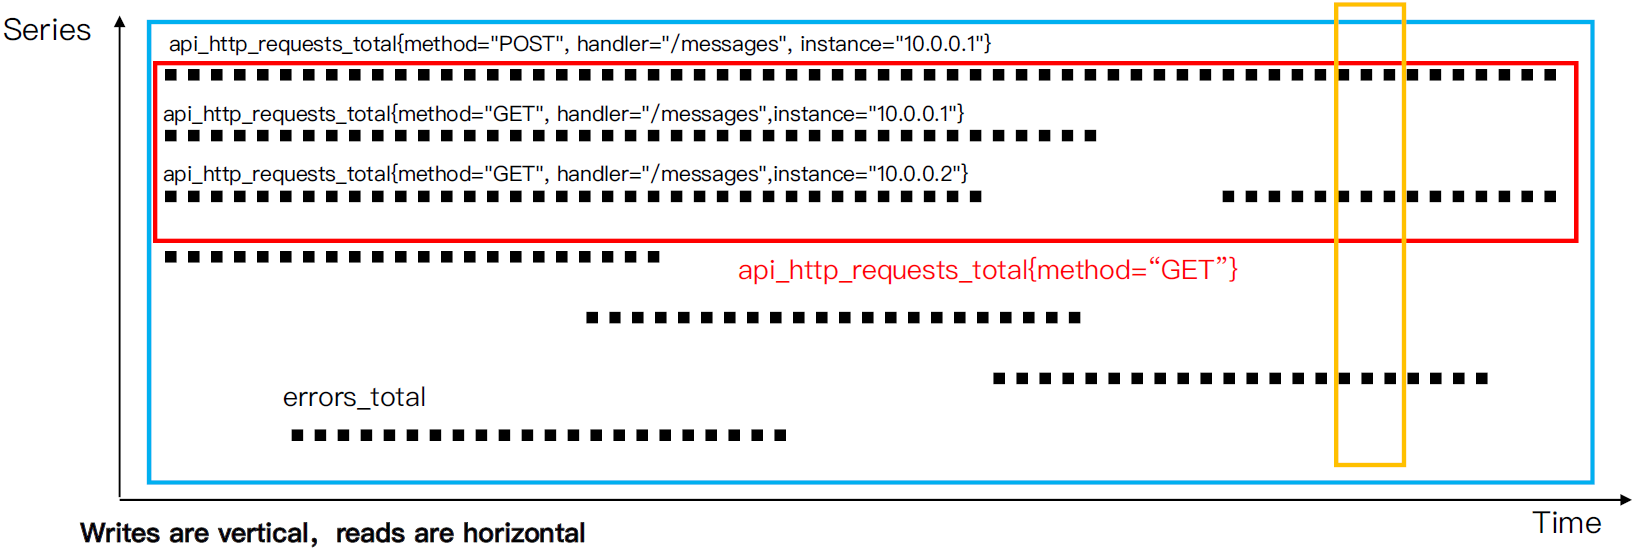 Series
api_http_requests_total{method="POST", handler="/messages", instance="10.0.0.1"}
api_http_requests_total{method="GET", handler="/messages",instance="10.0.0.1"}
api_http_requests_total{method="GET", handler="/messages",instance="10.0.0.2"}
api_http_requests_total{method=“GET”}
errors_total
Time
Writes are vertical，reads are horizontal